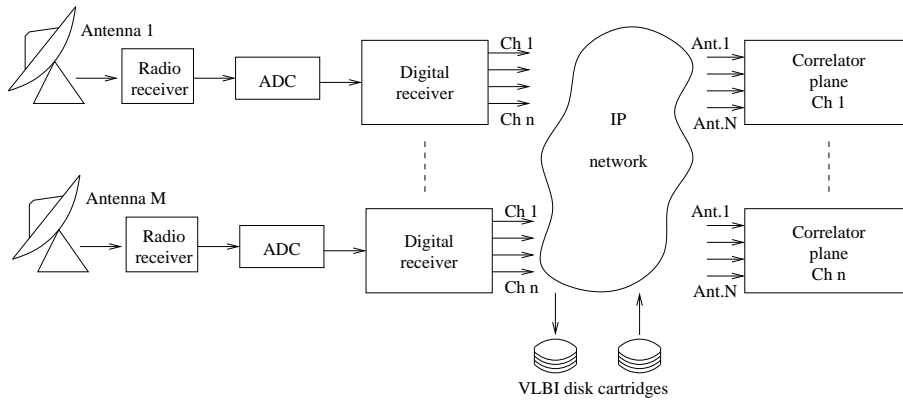 Antenna 1
Radio
receiver
ADC
Digital
receiver
Ch 1
Ch n
IP
network
Ant.1
Ant.N
Correlator
plane
Ch 1
Antenna M
Radio
receiver
ADC
Digital
receiver
Ch 1
Ch n
Ant.1
Ant.N
Correlator
plane
Ch n
VLBI disk cartridges